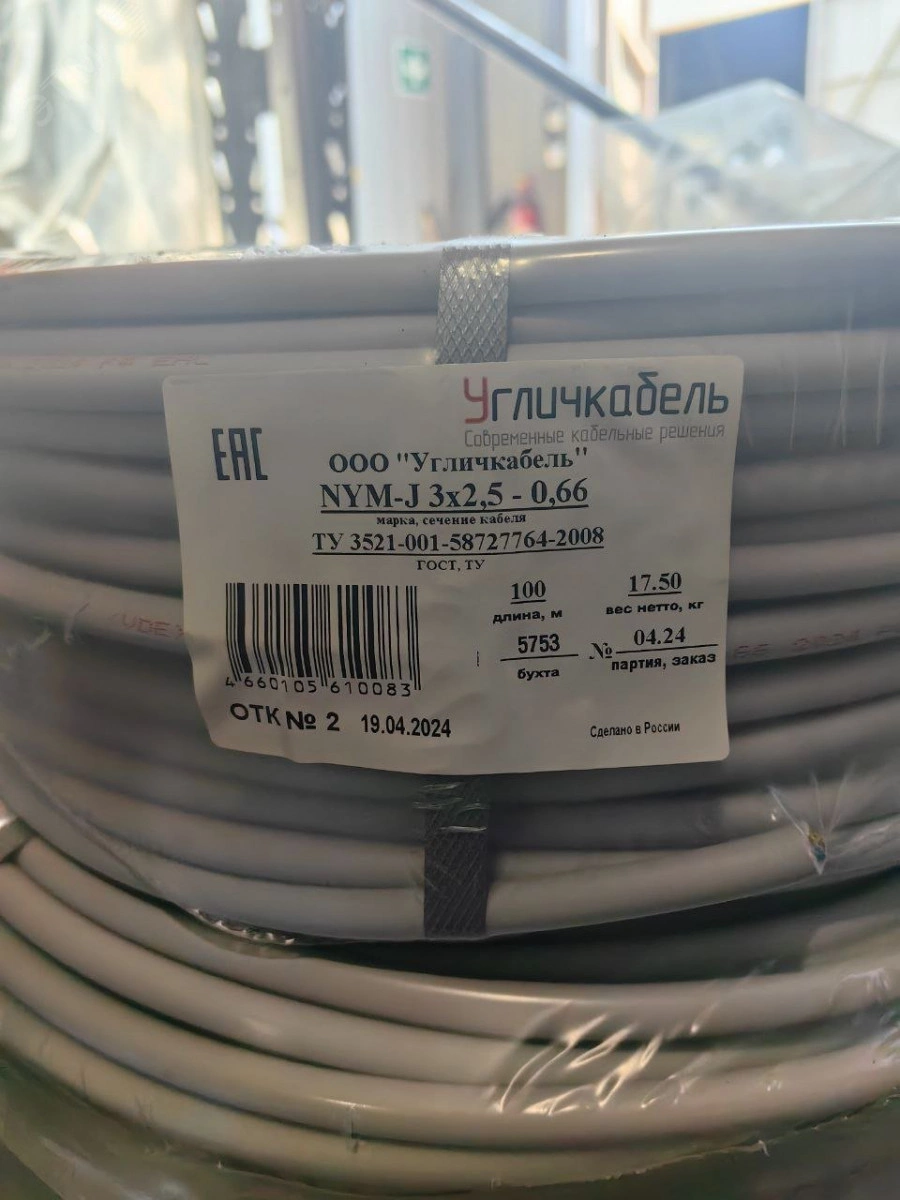 Угличкабель
Современные кабельные решения
EAC
ООО "Угличкабель"
NYM-J 3x2,5 - 0,66
марка, сечение кабеля
ТУ 3521-001-58727764-2008
ГОСТ, ТУ
100
длина, м
17.50
вес нетто, кг
5753
бухта
№ 04.24
партия, заказ
4660105610083
ОТК № 2 19.04.2024
Сделано в России
VDE
EAC